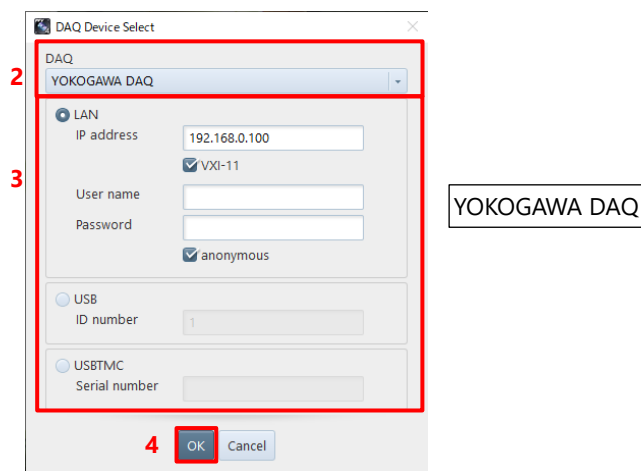 DAQ Device Select
DAQ
2
YOKOGAWA DAQ
3
LAN
IP address 192.168.0.100
VXI-11
User name
Password
anonymous
USB
ID number 1
USBTMC
Serial number
4 OK Cancel
YOKOGAWA DAQ